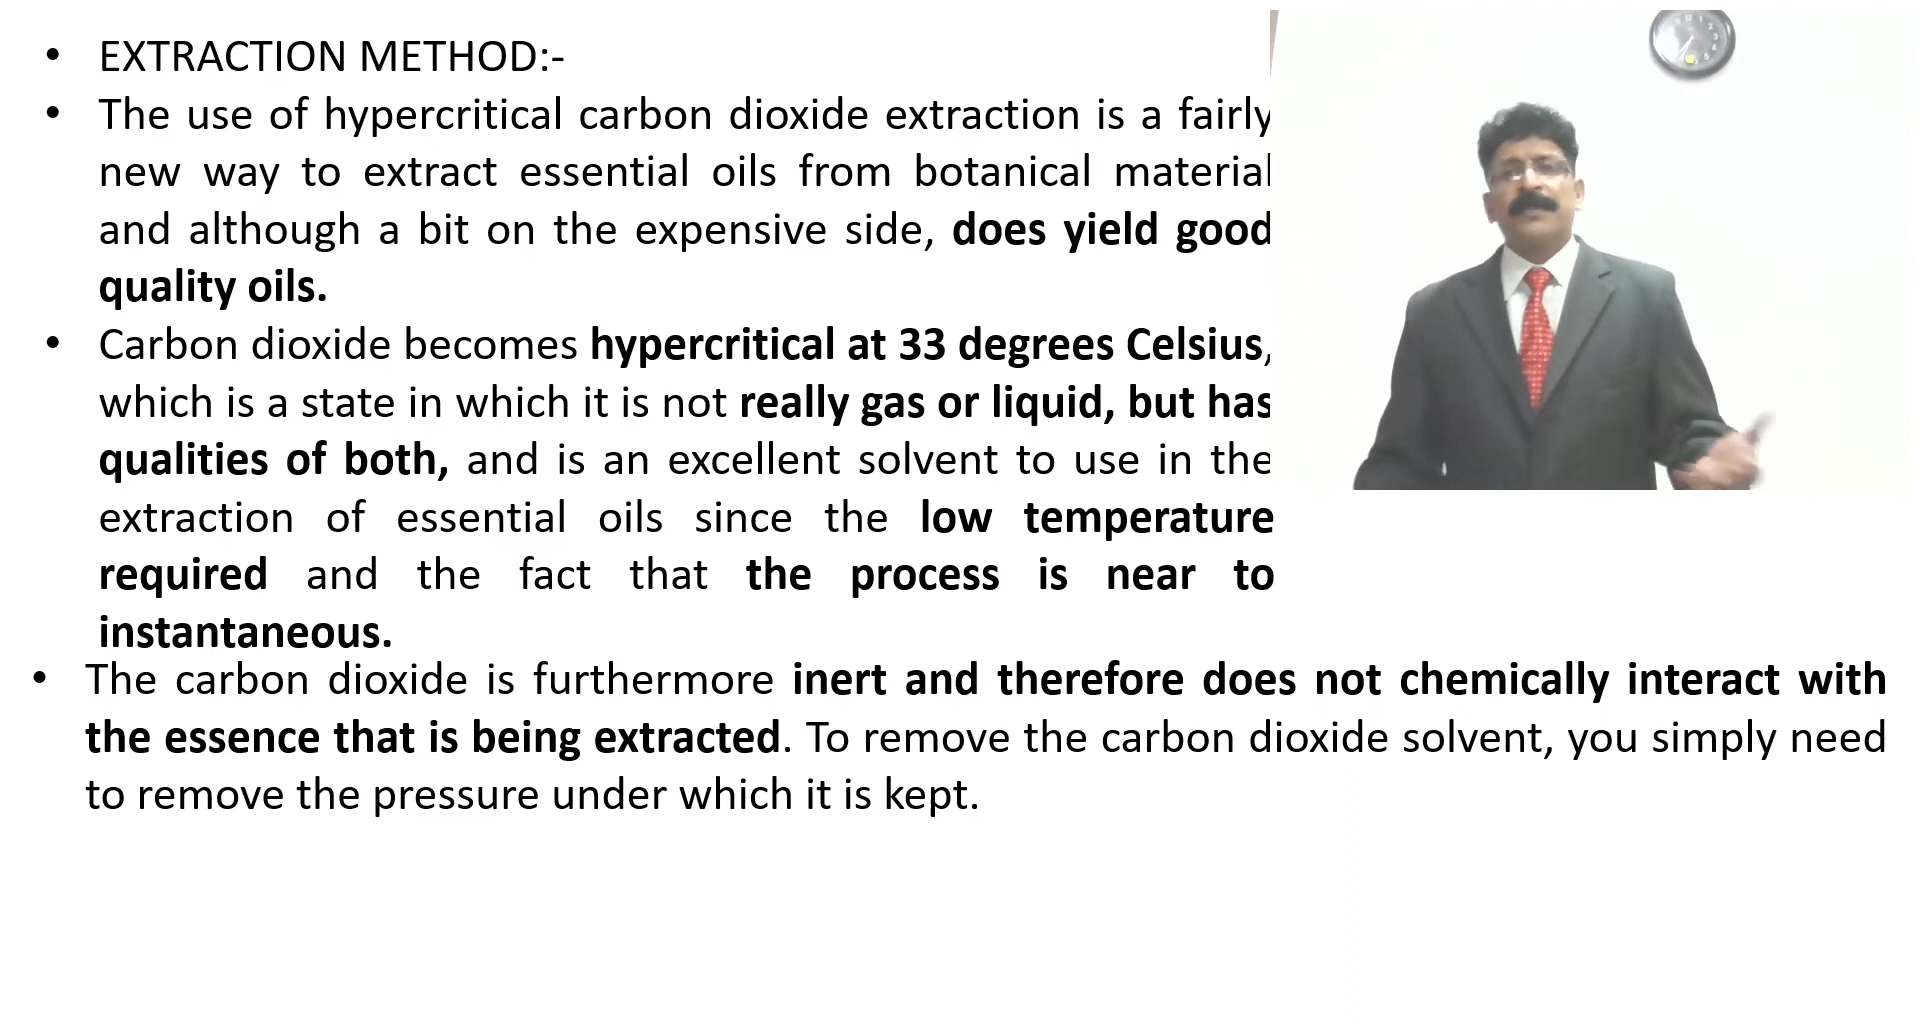 • EXTRACTION METHOD:-
• The use of hypercritical carbon dioxide extraction is a fairly
new way to extract essential oils from botanical material
and although a bit on the expensive side, does yield good
quality oils.
• Carbon dioxide becomes hypercritical at 33 degrees Celsius,
which is a state in which it is not really gas or liquid, but has
qualities of both, and is an excellent solvent to use in the
extraction of essential oils since the low temperature
required and the fact that the process is near to
instantaneous.
• The carbon dioxide is furthermore inert and therefore does not chemically interact with
the essence that is being extracted. To remove the carbon dioxide solvent, you simply need
to remove the pressure under which it is kept.